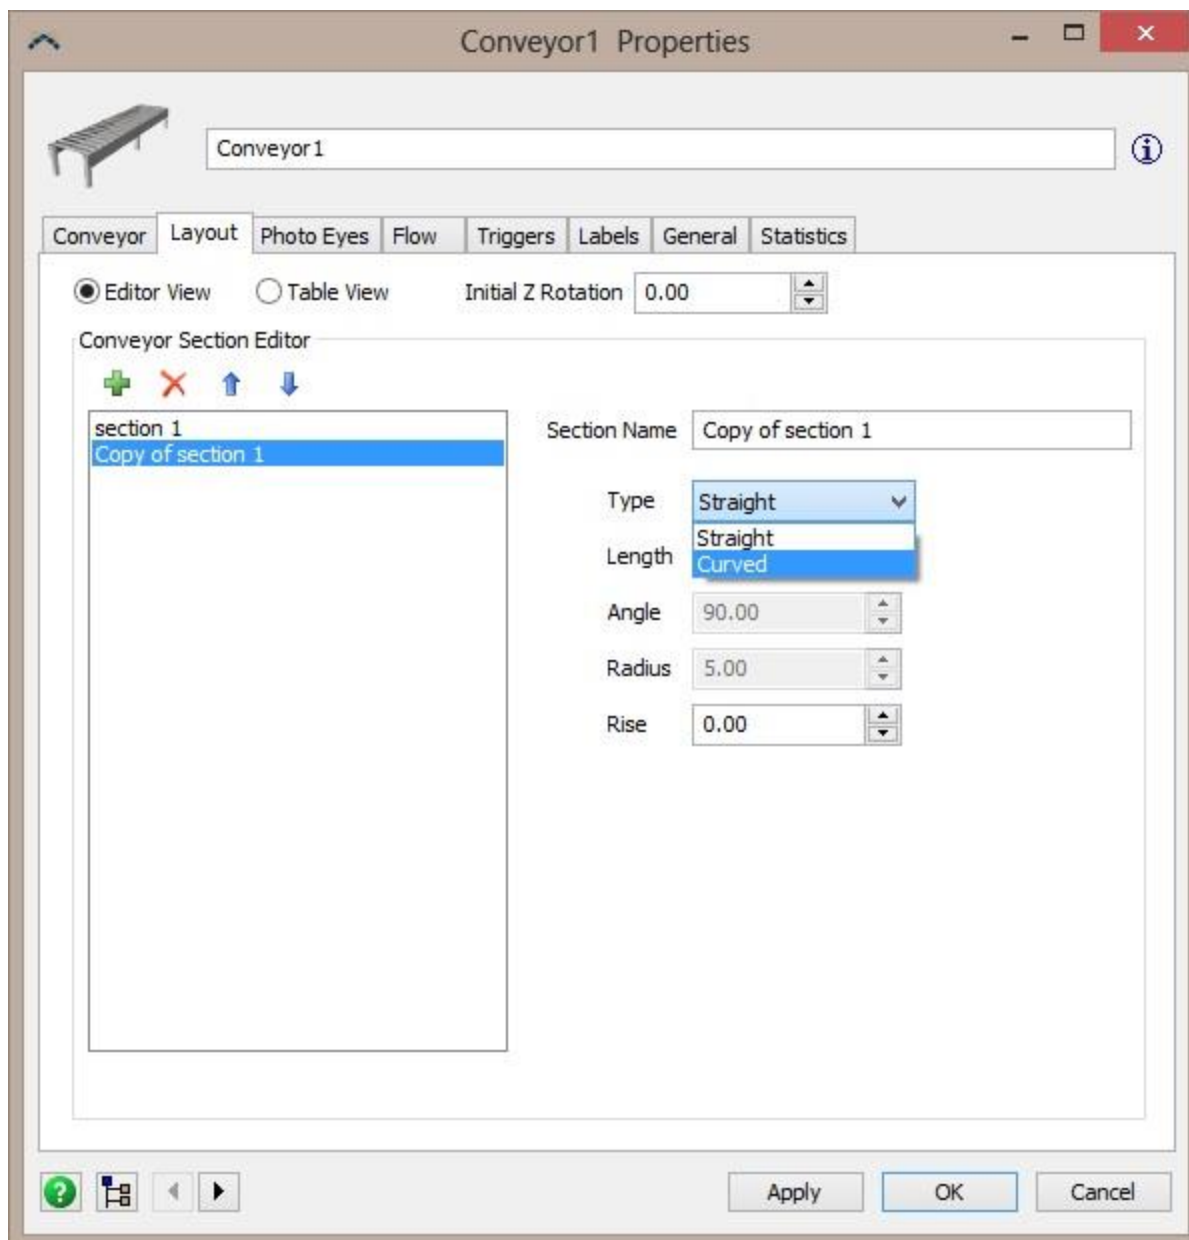 Conveyor1 Properties
Conveyor1
Conveyor Layout Photo Eyes Flow Triggers Labels General Statistics
Editor View Table View Initial Z Rotation 0.00
Conveyor Section Editor
section 1
Copy of section 1
Section Name Copy of section 1
Type Straight
Straight
Length
Curved
Angle 90.00
Radius 5.00
Rise 0.00
Apply OK Cancel